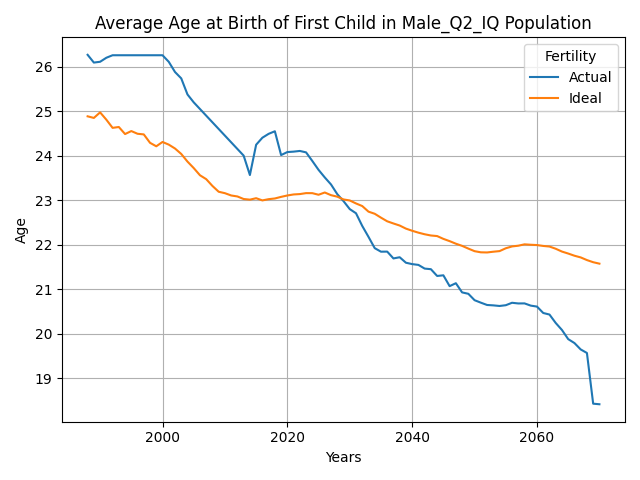 Average Age at Birth of First Child in Male_Q2_IQ Population
Fertility
Actual
Ideal
Age
26
25
24
23
22
21
20
19
2000
2020
2040
2060
Years